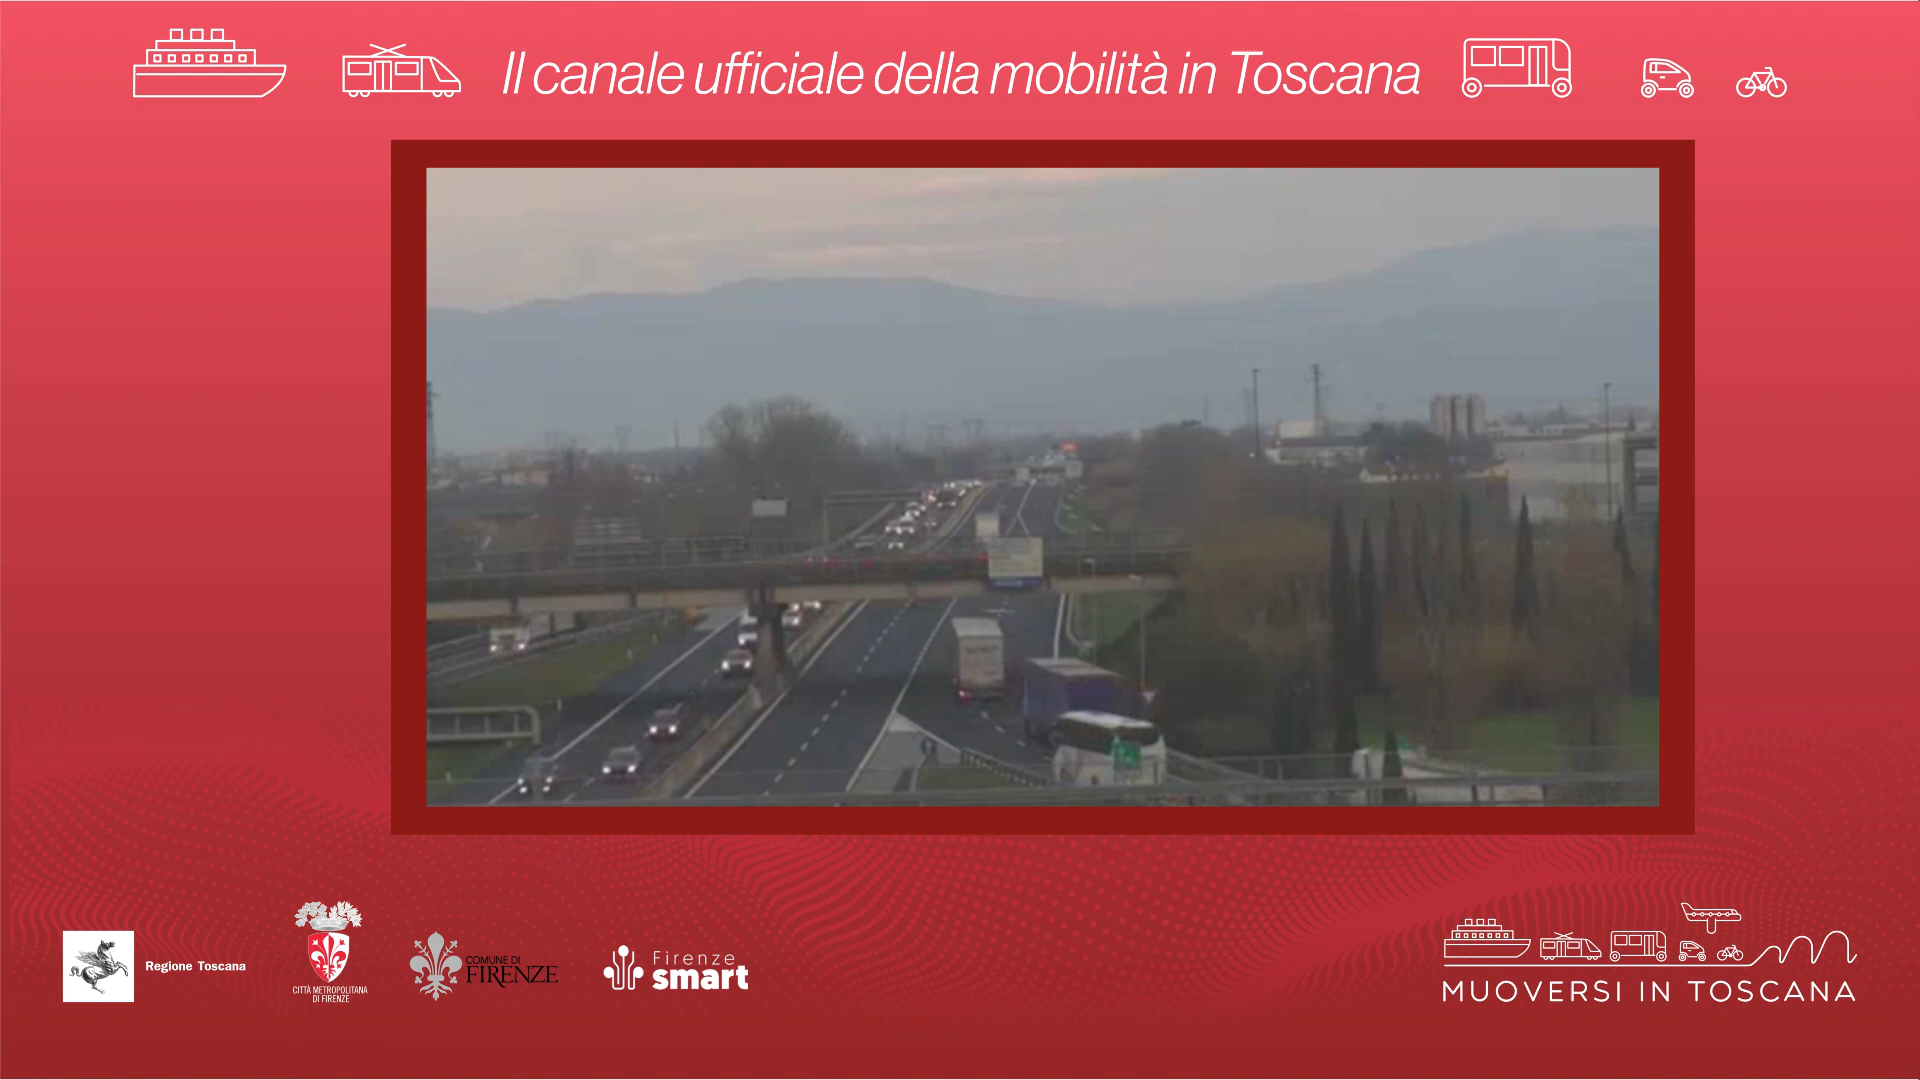 Il canale ufficiale della mobilità in Toscana
Regione Toscana
CITTÀ METROPOLITANA
DI FIRENZE
COMUNE DI
FIRENZE
Firenze
smart
MUOVERSI IN TOSCANA